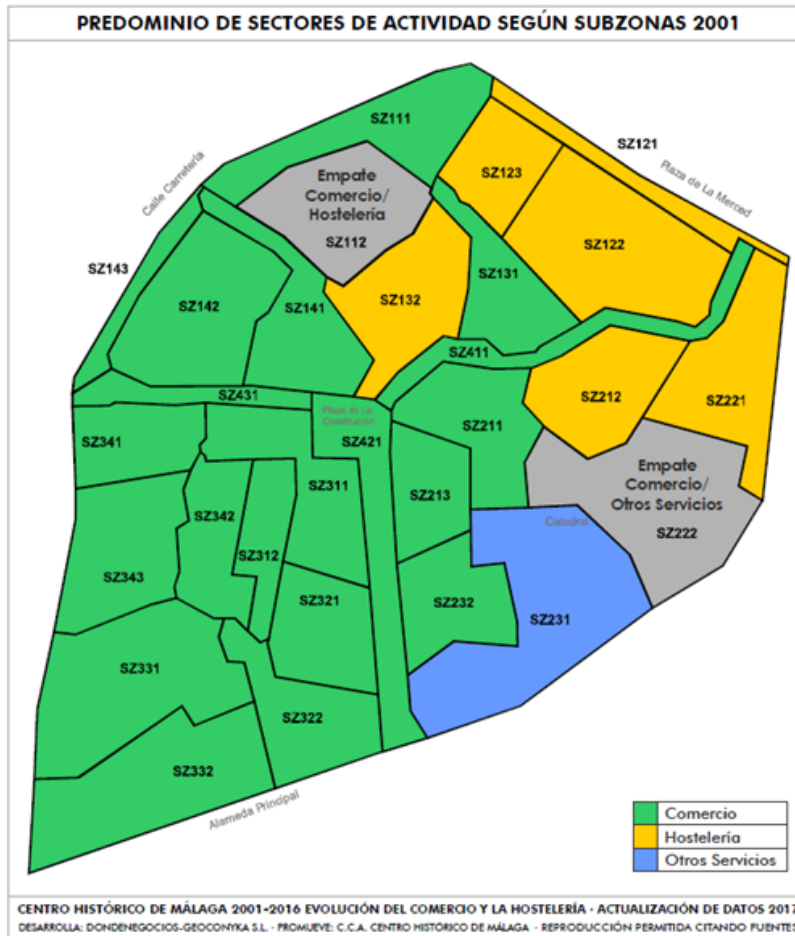 PREDOMINIO DE SECTORES DE ACTIVIDAD SEGÚN SUBZONAS 2001
SZ111
SZ121
Calle Carretería
Plaza de La Merced
Empate
Comercio/
Hostelería
SZ112
SZ123
SZ122
SZ143
SZ131
SZ142
SZ141
SZ132
SZ411
SZ431
SZ212
SZ221
Plaza de La
Constitución
SZ421
SZ211
SZ341
Empate
Comercio/
Otros Servicios
SZ222
SZ311
SZ213
SZ342
Catedral
SZ312
SZ343
SZ321
SZ232
SZ231
SZ331
SZ322
SZ332
Alameda Principal
Comercio
Hostelería
Otros Servicios
CENTRO HISTÓRICO DE MÁLAGA 2001-2016 EVOLUCIÓN DEL COMERCIO Y LA HOSTELERÍA - ACTUALIZACIÓN DE DATOS 2017
DESARROLLA: DONDENEGOCIOS-GEOCONYKA S.L. - PROMUEVE: C.C.A. CENTRO HISTÓRICO DE MÁLAGA - REPRODUCCIÓN PERMITIDA CITANDO FUENTES